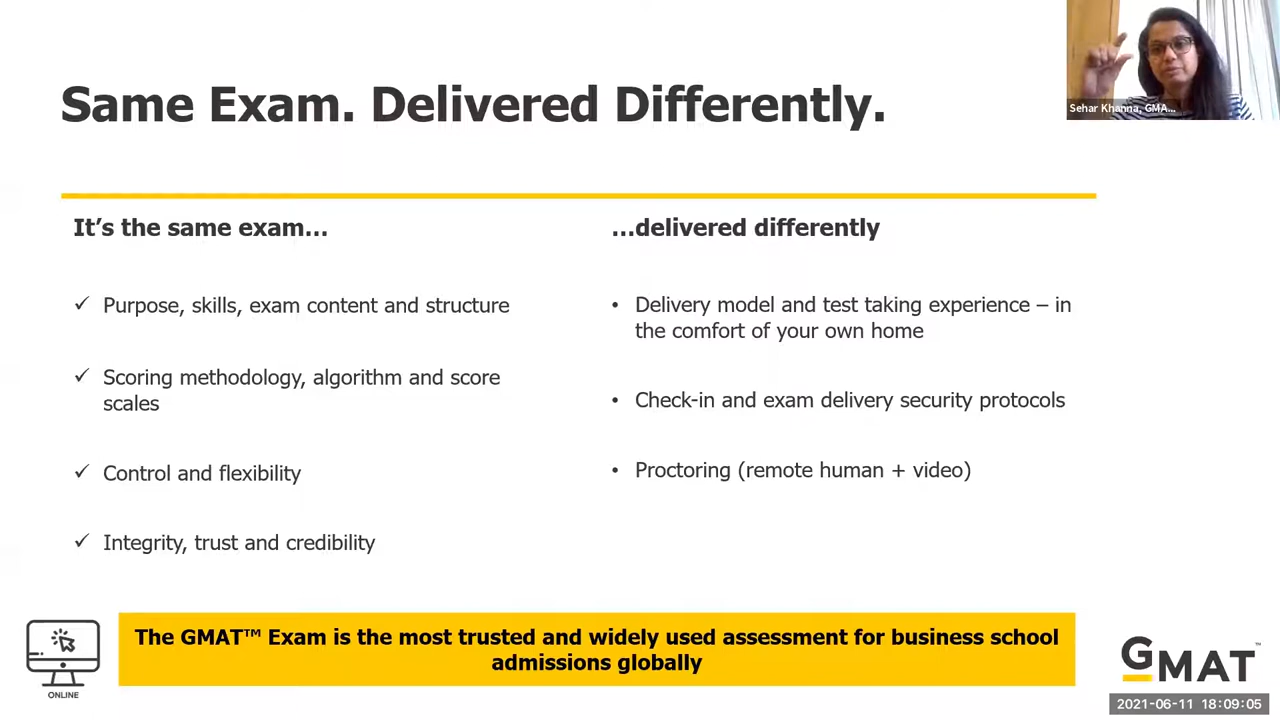 Same Exam. Delivered Differently.
Sehar Khanna, GMA...
It's the same exam...
✓ Purpose, skills, exam content and structure
✓ Scoring methodology, algorithm and score
scales
✓ Control and flexibility
✓ Integrity, trust and credibility
...delivered differently
• Delivery model and test taking experience – in
the comfort of your own home
• Check-in and exam delivery security protocols
• Proctoring (remote human + video)
The GMAT™ Exam is the most trusted and widely used assessment for business school
admissions globally
ONLINE
GMAT™
2021-06-11 18:09:05